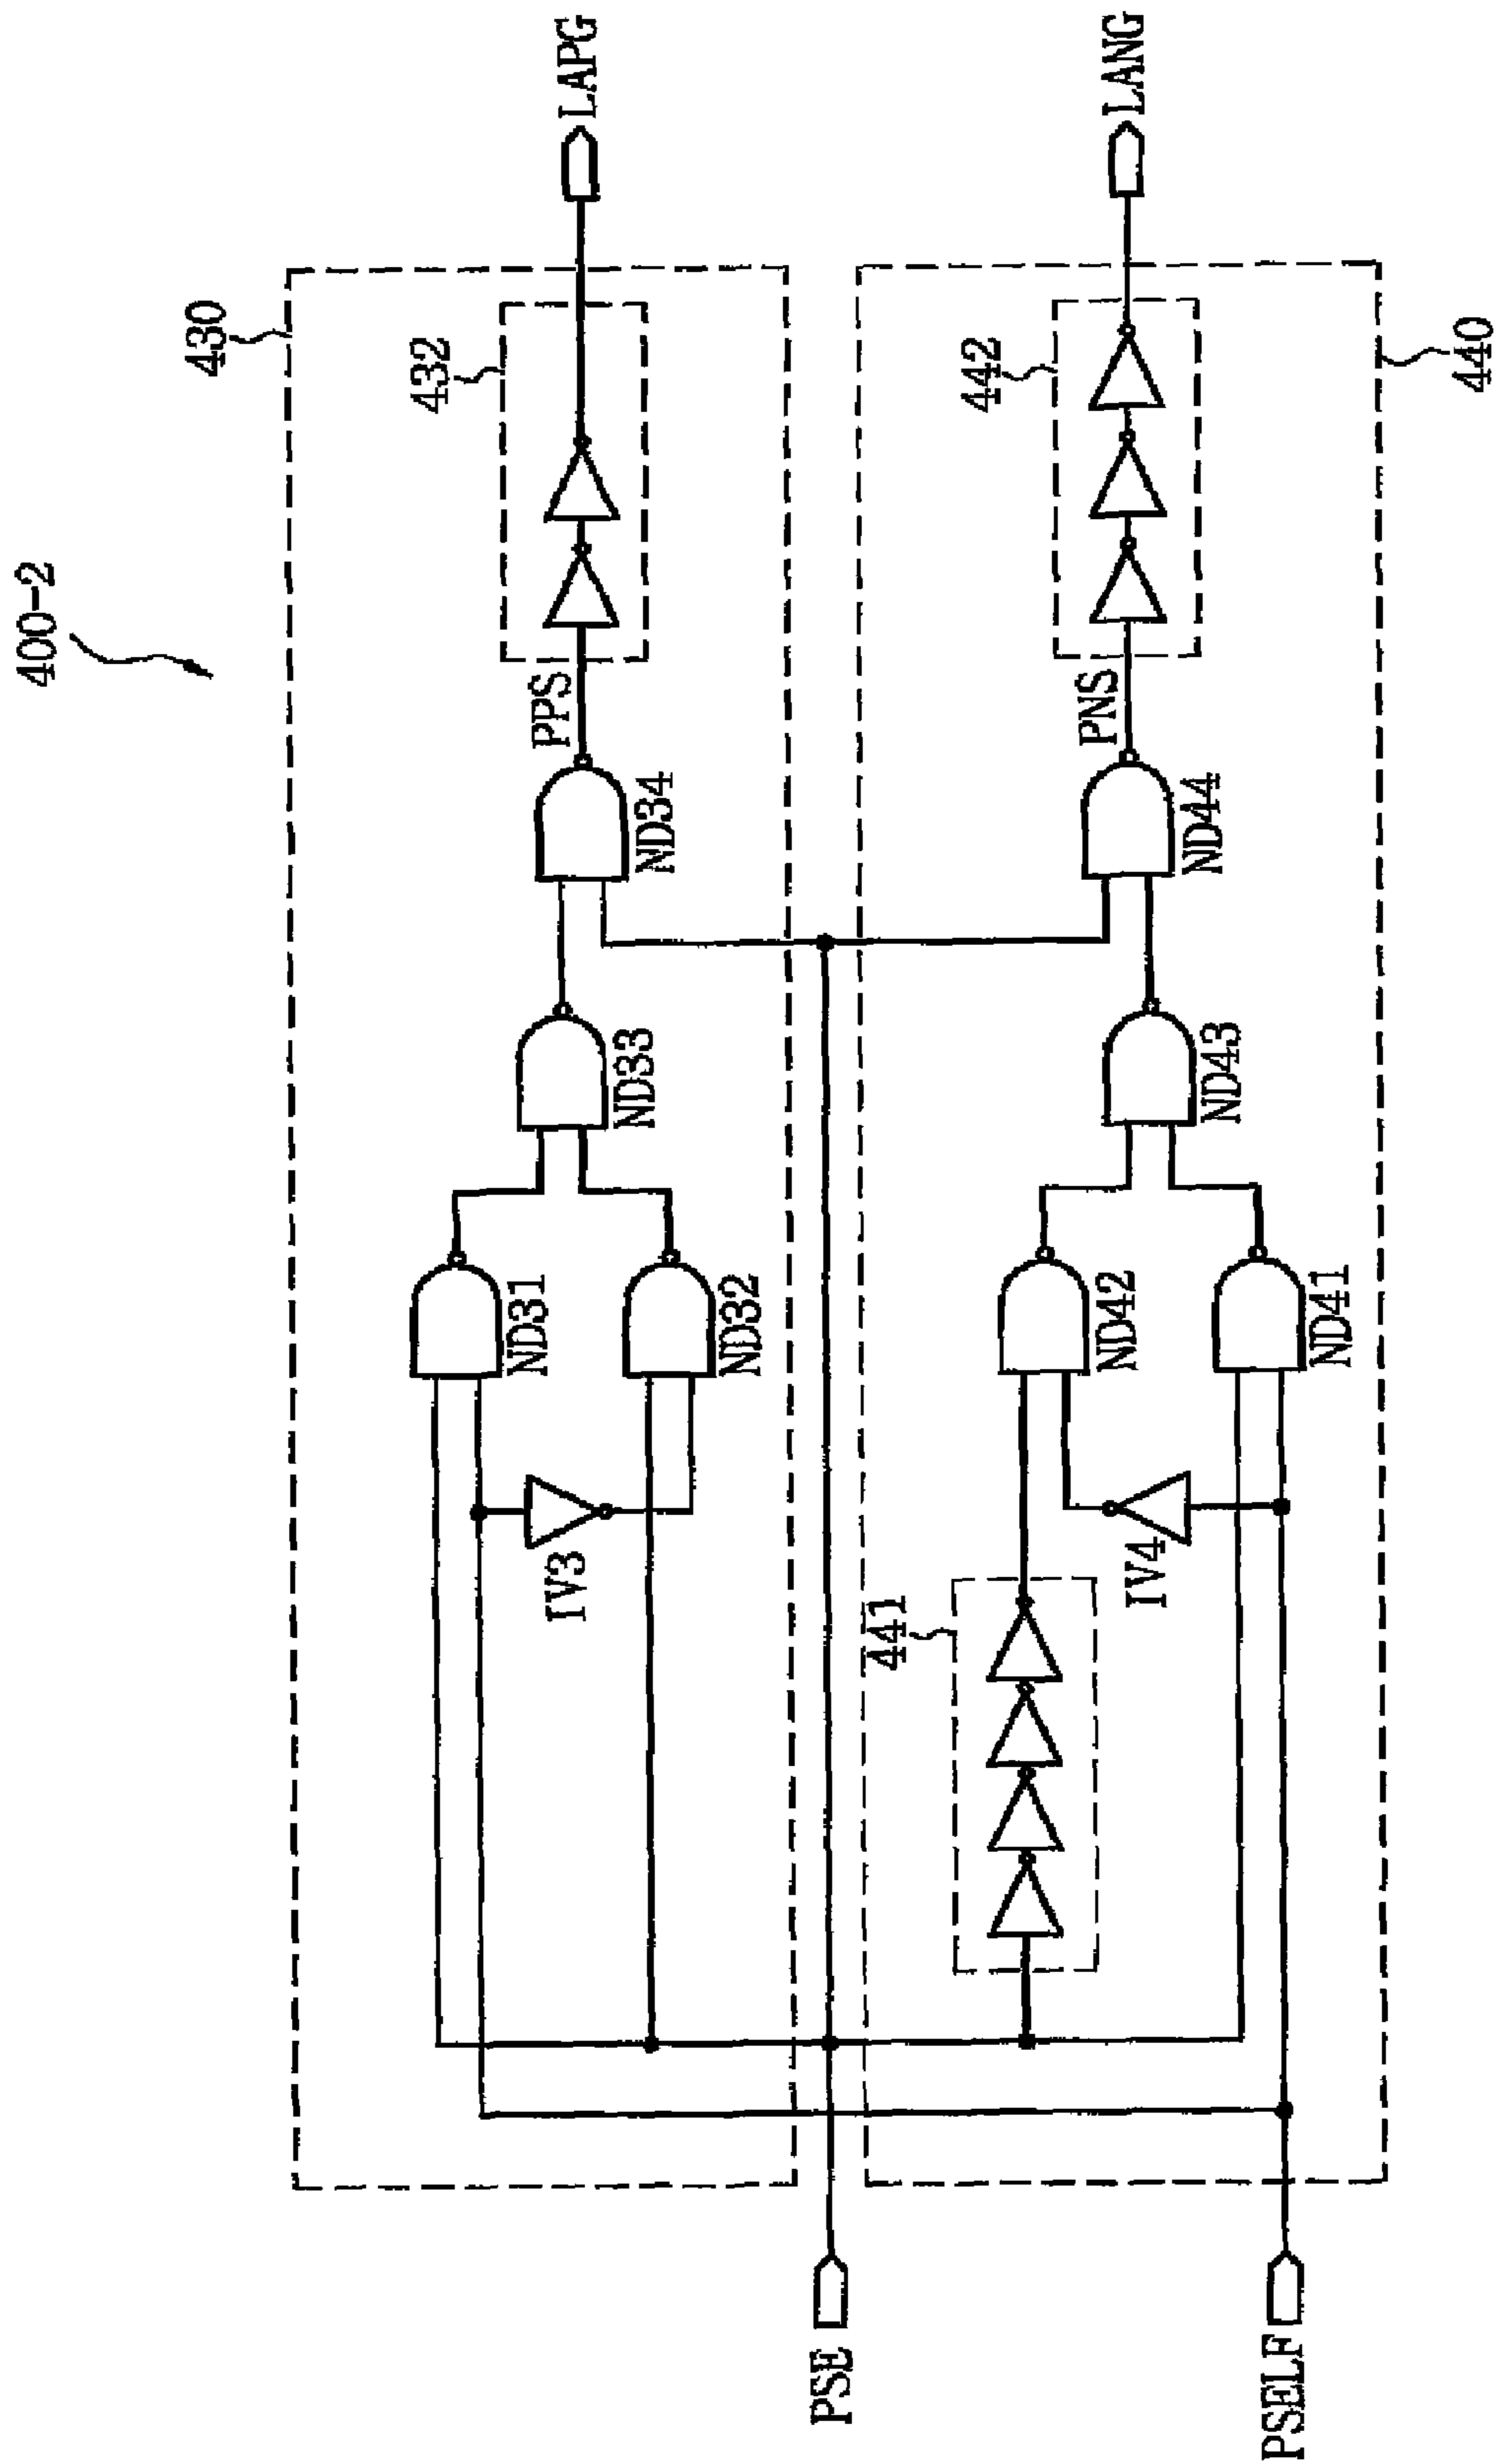 400-2
430
432
LAPG
PPS
ND34
ND33
ND31
ND32
IV3
PSE
PSELF
441
IV4
ND42
ND41
ND43
ND44
PNS
442
LANG
440